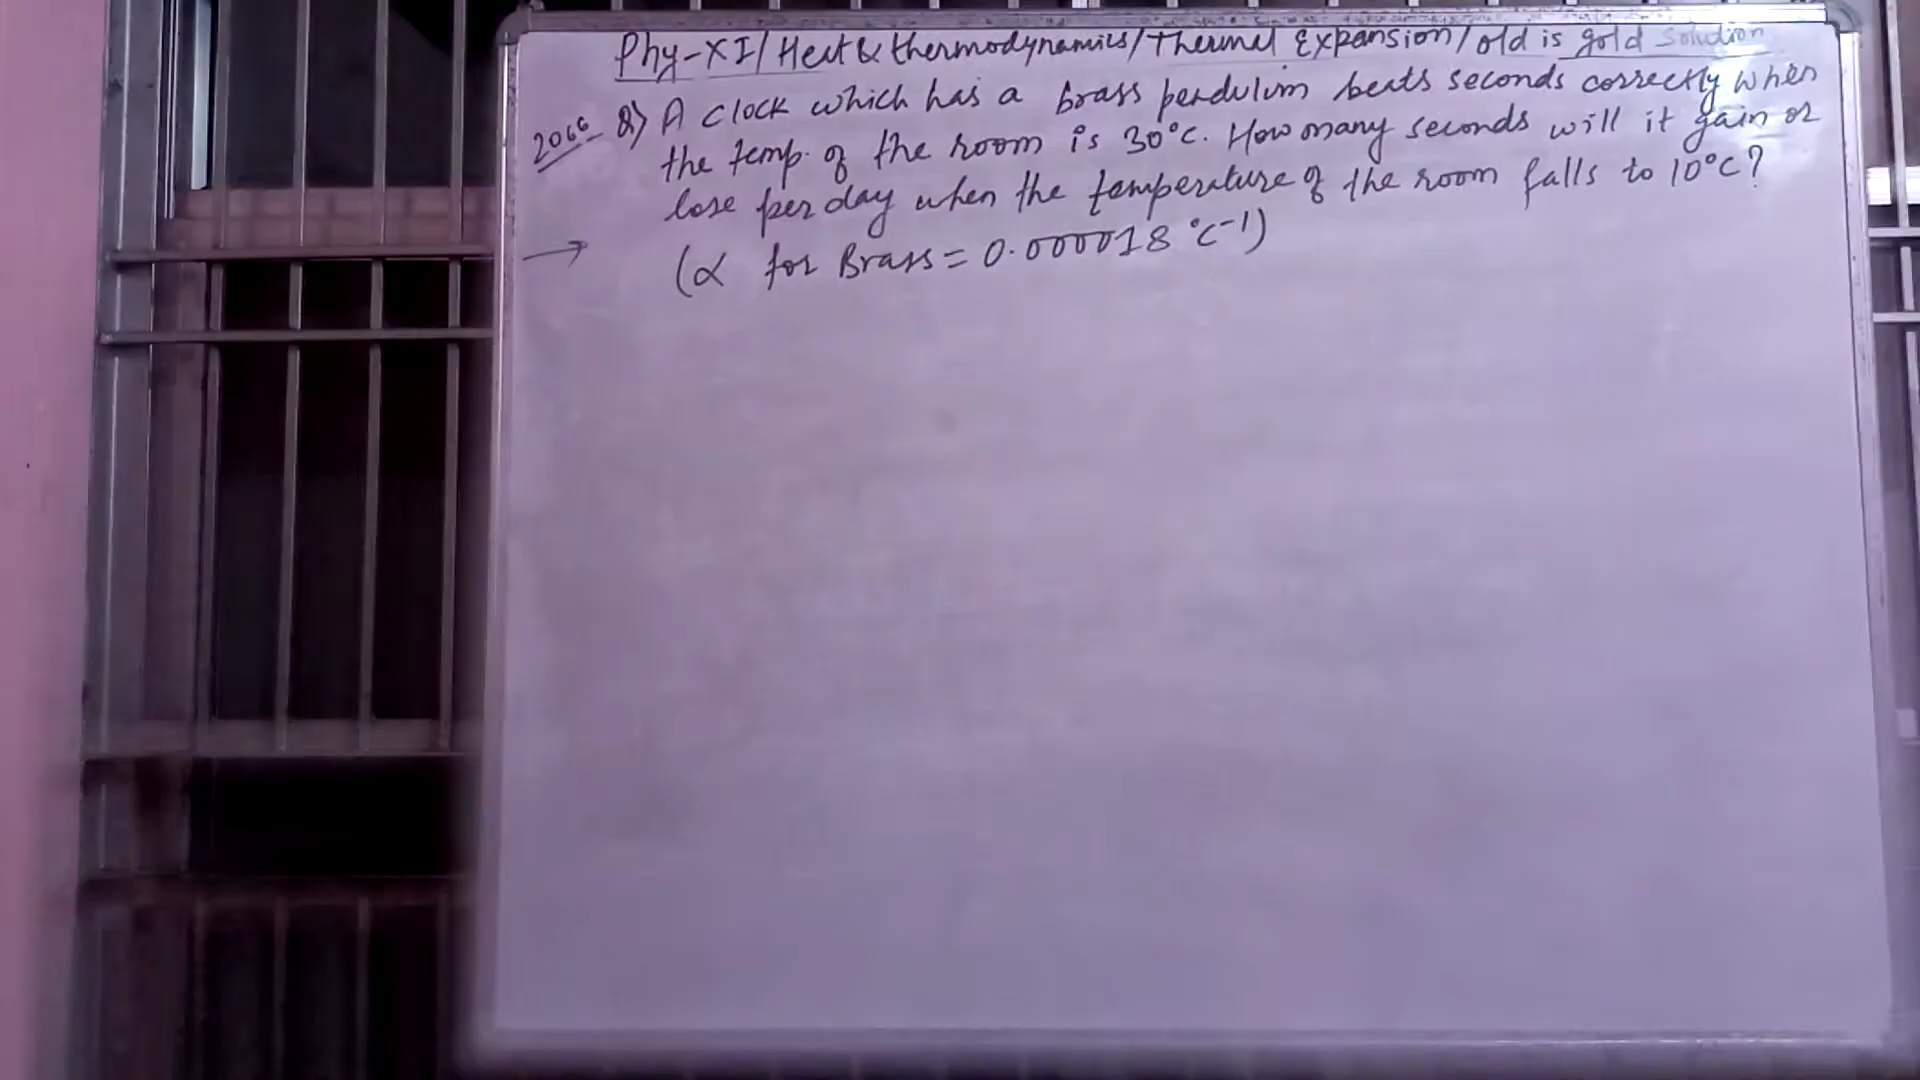 Phy-XI/Heat & thermodynamics/Thermal Expansion/old is gold solution
2066 Q) A clock which has a brass pendulum beats seconds correctly when
the temp. of the room is 30°C. How many seconds will it gain or
lose per day when the temperature of the room falls to 10°C?
(α for Brass = 0.000018 °C⁻¹)